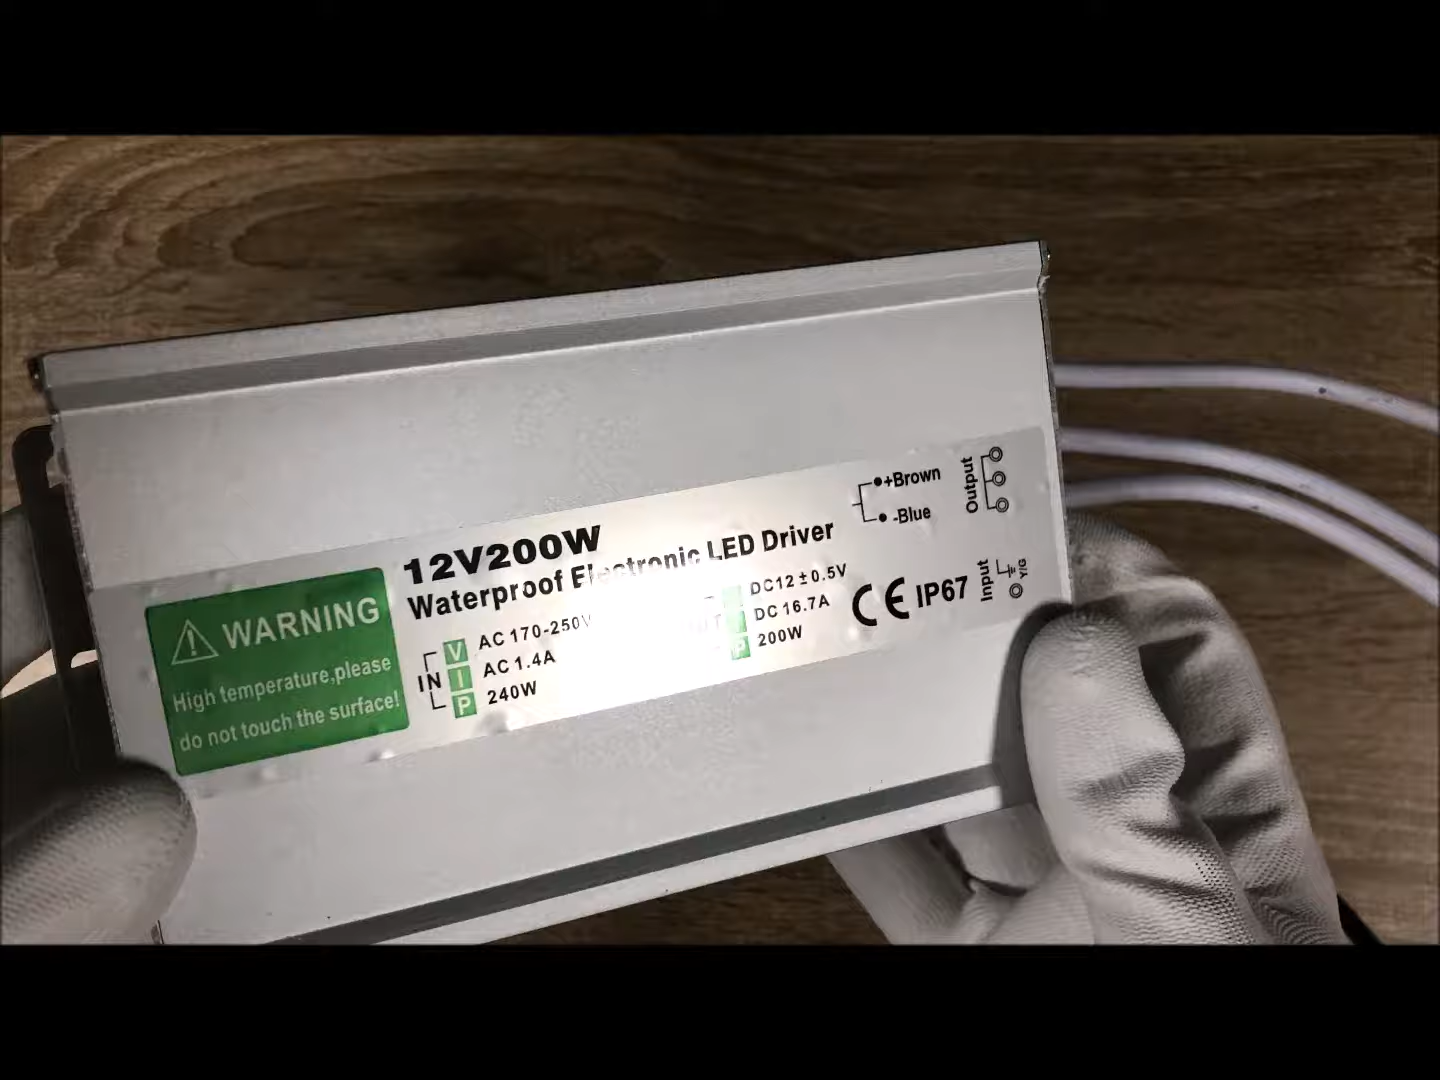 WARNING
High temperature,please
do not touch the surface!
12V200W
Waterproof Electronic LED Driver
IN
V AC 170-250V
I AC 1.4A
P 240W
DC12±0.5V
DC 16.7A
P 200W
CE IP67
+Brown
-Blue
Output
Input
Y/G